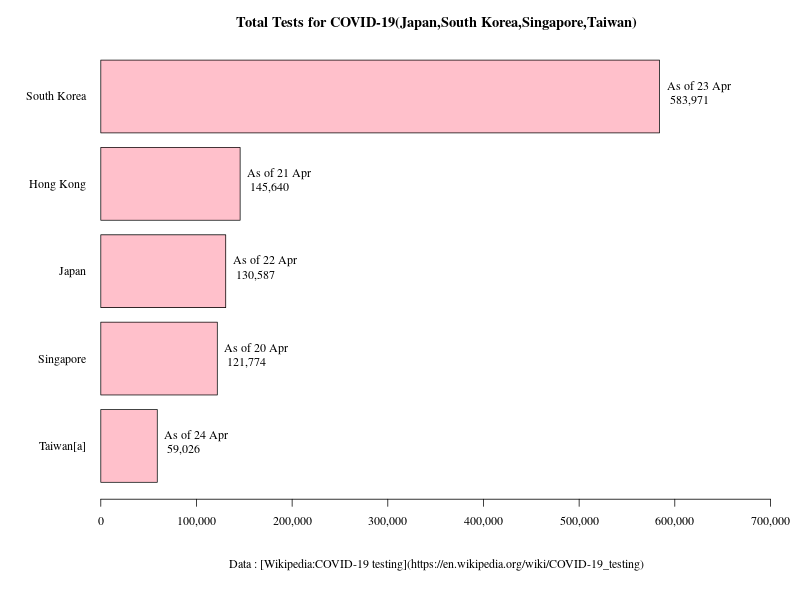 Total Tests for COVID-19(Japan,South Korea,Singapore,Taiwan)
South Korea
As of 23 Apr
583,971
Hong Kong
As of 21 Apr
145,640
Japan
As of 22 Apr
130,587
Singapore
As of 20 Apr
121,774
Taiwan[a]
As of 24 Apr
59,026
0 100,000 200,000 300,000 400,000 500,000 600,000 700,000
Data : [Wikipedia:COVID-19 testing](https://en.wikipedia.org/wiki/COVID-19_testing)